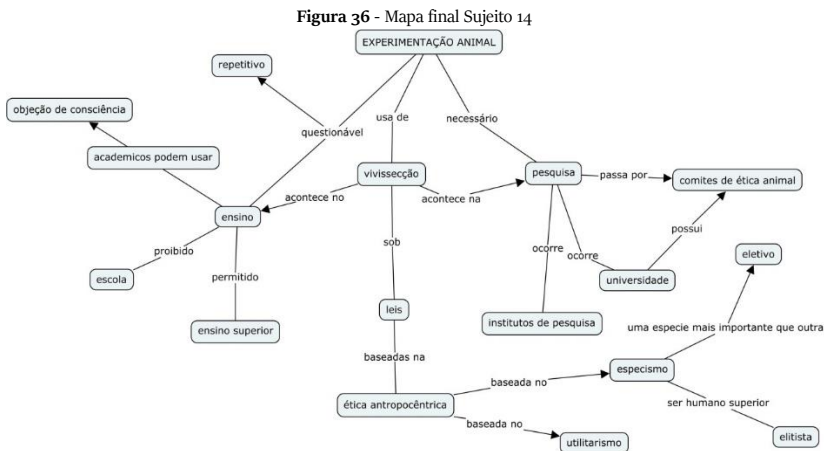 Figura 36 - Mapa final Sujeito 14
EXPERIMENTAÇÃO ANIMAL
repetitivo
objeção de consciência
usa de
necessário
questionável
academicos podem usar
vivissecção
pesquisa
passa por
comites de ética animal
acontece no
acontece na
ensino
possui
proibido
sob
ocorre
ocorre
eletivo
escola
permitido
universidade
leis
institutos de pesquisa
ensino superior
uma especie mais importante que outra
baseadas na
especismo
baseada no
ser humano superior
ética antropocêntrica
baseada no
elitista
utilitarismo